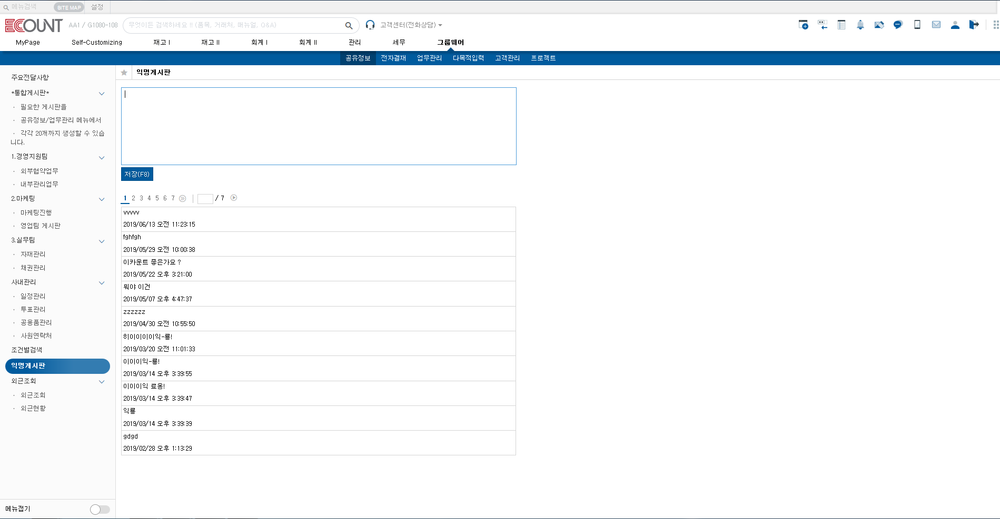 메뉴검색 SITE MAP 설정
ECOUNT AA1 / G1080-108 무엇이든 검색하세요 !! (품목, 거래처, 매뉴얼, Q&A) 고객센터(전화상담)
MyPage Self-Customizing 재고 I 재고 II 회계 I 회계 II 관리 세무 그룹웨어
공유정보 전자결재 업무관리 다목적입력 고객관리 프로젝트
주요전달사항
*통합게시판*
· 필요한 게시판을
· 공유정보/업무관리 메뉴에서
· 각각 20개까지 생성할 수 있습
니다.
1.경영지원팀
· 외부협약업무
· 내부관리업무
2.마케팅
· 마케팅진행
· 영업팀 게시판
3.실무팀
· 자재관리
· 채권관리
사내관리
· 일정관리
· 투표관리
· 공용품관리
· 사원연락처
조건별검색
익명게시판
외근조회
· 외근조회
· 외근현황
메뉴접기
익명게시판
저장(F8)
1 2 3 4 5 6 7 / 7
vvvvv
2019/06/13 오전 11:23:15
fghfgh
2019/05/29 오전 10:00:38
이카운트 좋은가요 ?
2019/05/22 오후 3:21:00
뭐야 이건
2019/05/07 오후 4:47:37
zzzzzz
2019/04/30 오전 10:55:50
히이이이이익-룡!
2019/03/20 오전 11:01:33
이이이익-룡!
2019/03/14 오후 3:39:55
이이이익 료옹!
2019/03/14 오후 3:39:47
익룡
2019/03/14 오후 3:39:39
gdgd
2019/02/28 오후 1:13:29